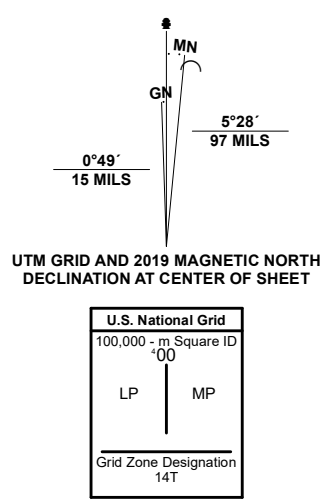 MN
GN
5°28´
97 MILS
0°49´
15 MILS
UTM GRID AND 2019 MAGNETIC NORTH
DECLINATION AT CENTER OF SHEET
U.S. National Grid
100,000 - m Square ID
⁴00
LP MP
Grid Zone Designation
14T